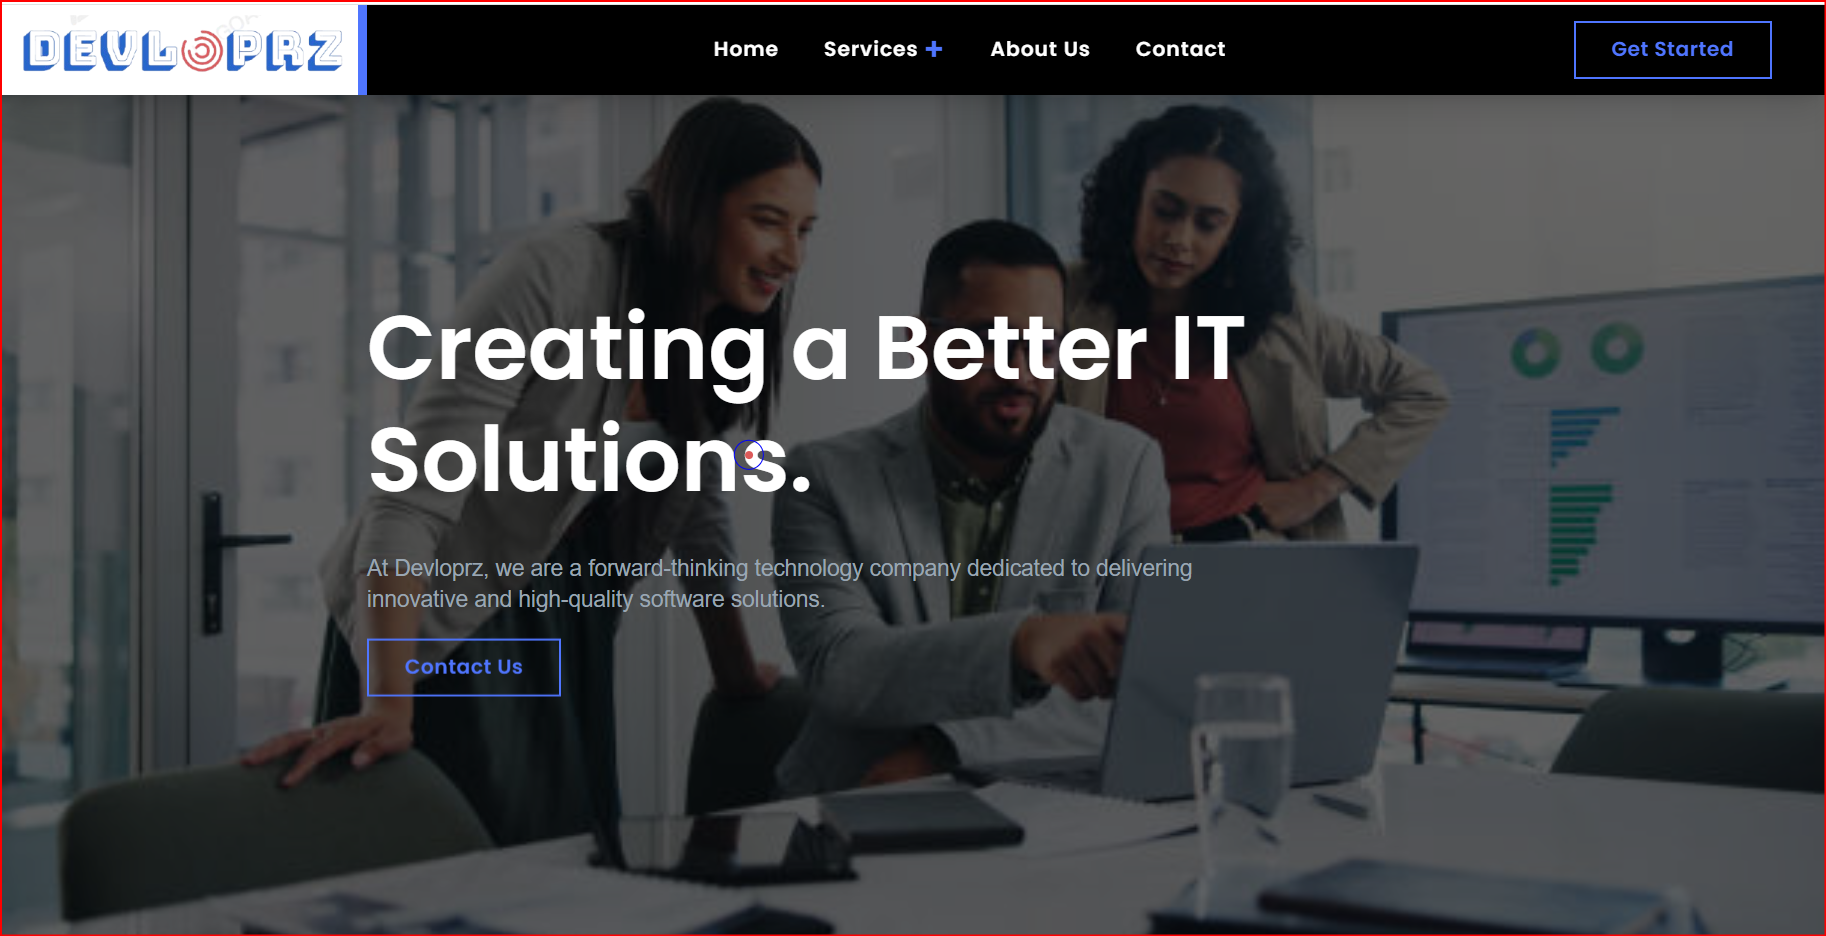 DEVLOPRZ
Home
Services +
About Us
Contact
Get Started
Creating a Better IT
Solutions.
At Devloprz, we are a forward-thinking technology company dedicated to delivering
innovative and high-quality software solutions.
Contact Us